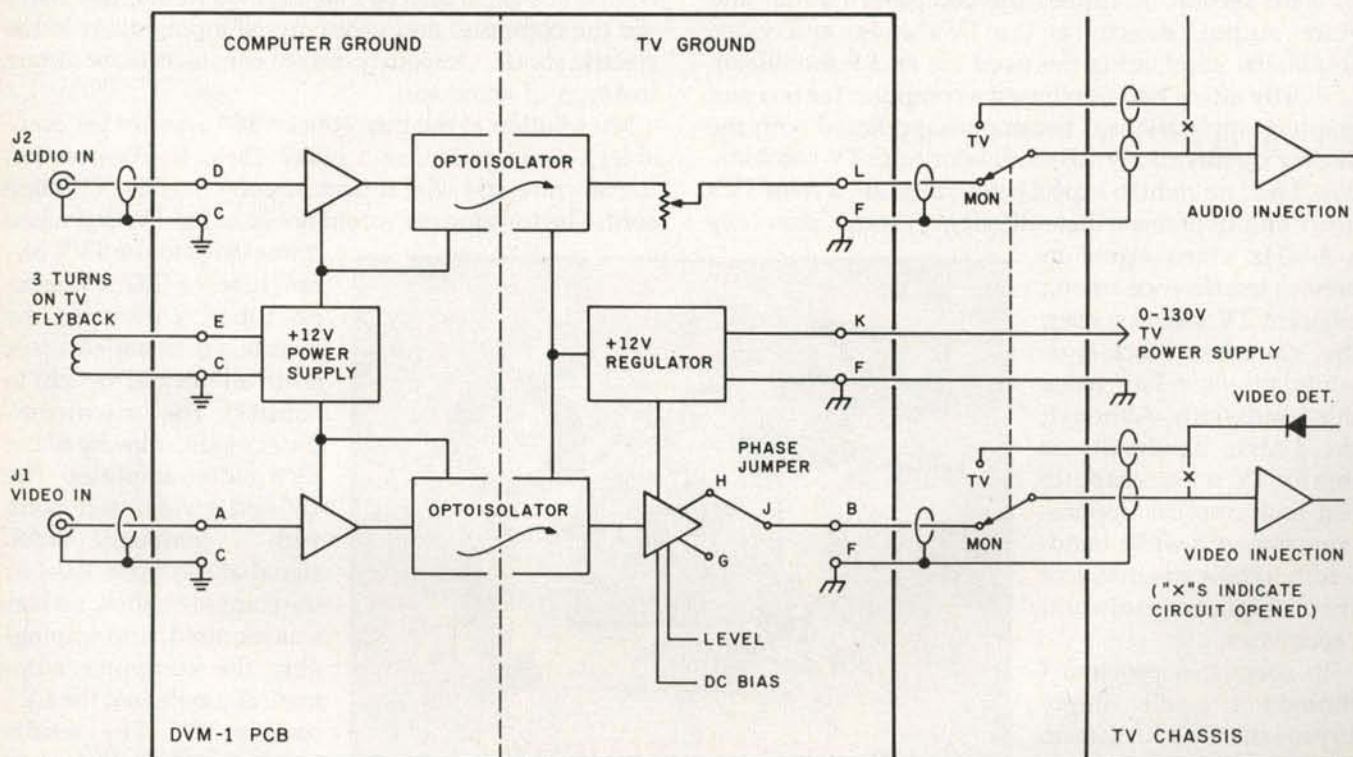 COMPUTER GROUND
TV GROUND
J2
AUDIO IN
D
C
OPTOISOLATOR
L
F
TV
MON
AUDIO INJECTION
3 TURNS
ON TV
FLYBACK
E
C
+12V
POWER
SUPPLY
+12V
REGULATOR
K
F
0-130V
TV
POWER SUPPLY
VIDEO DET.
J1
VIDEO IN
A
C
OPTOISOLATOR
PHASE
JUMPER
H
J
G
B
F
TV
MON
VIDEO INJECTION
("X"S INDICATE
CIRCUIT OPENED)
LEVEL
DC BIAS
DVM-1 PCB
TV CHASSIS